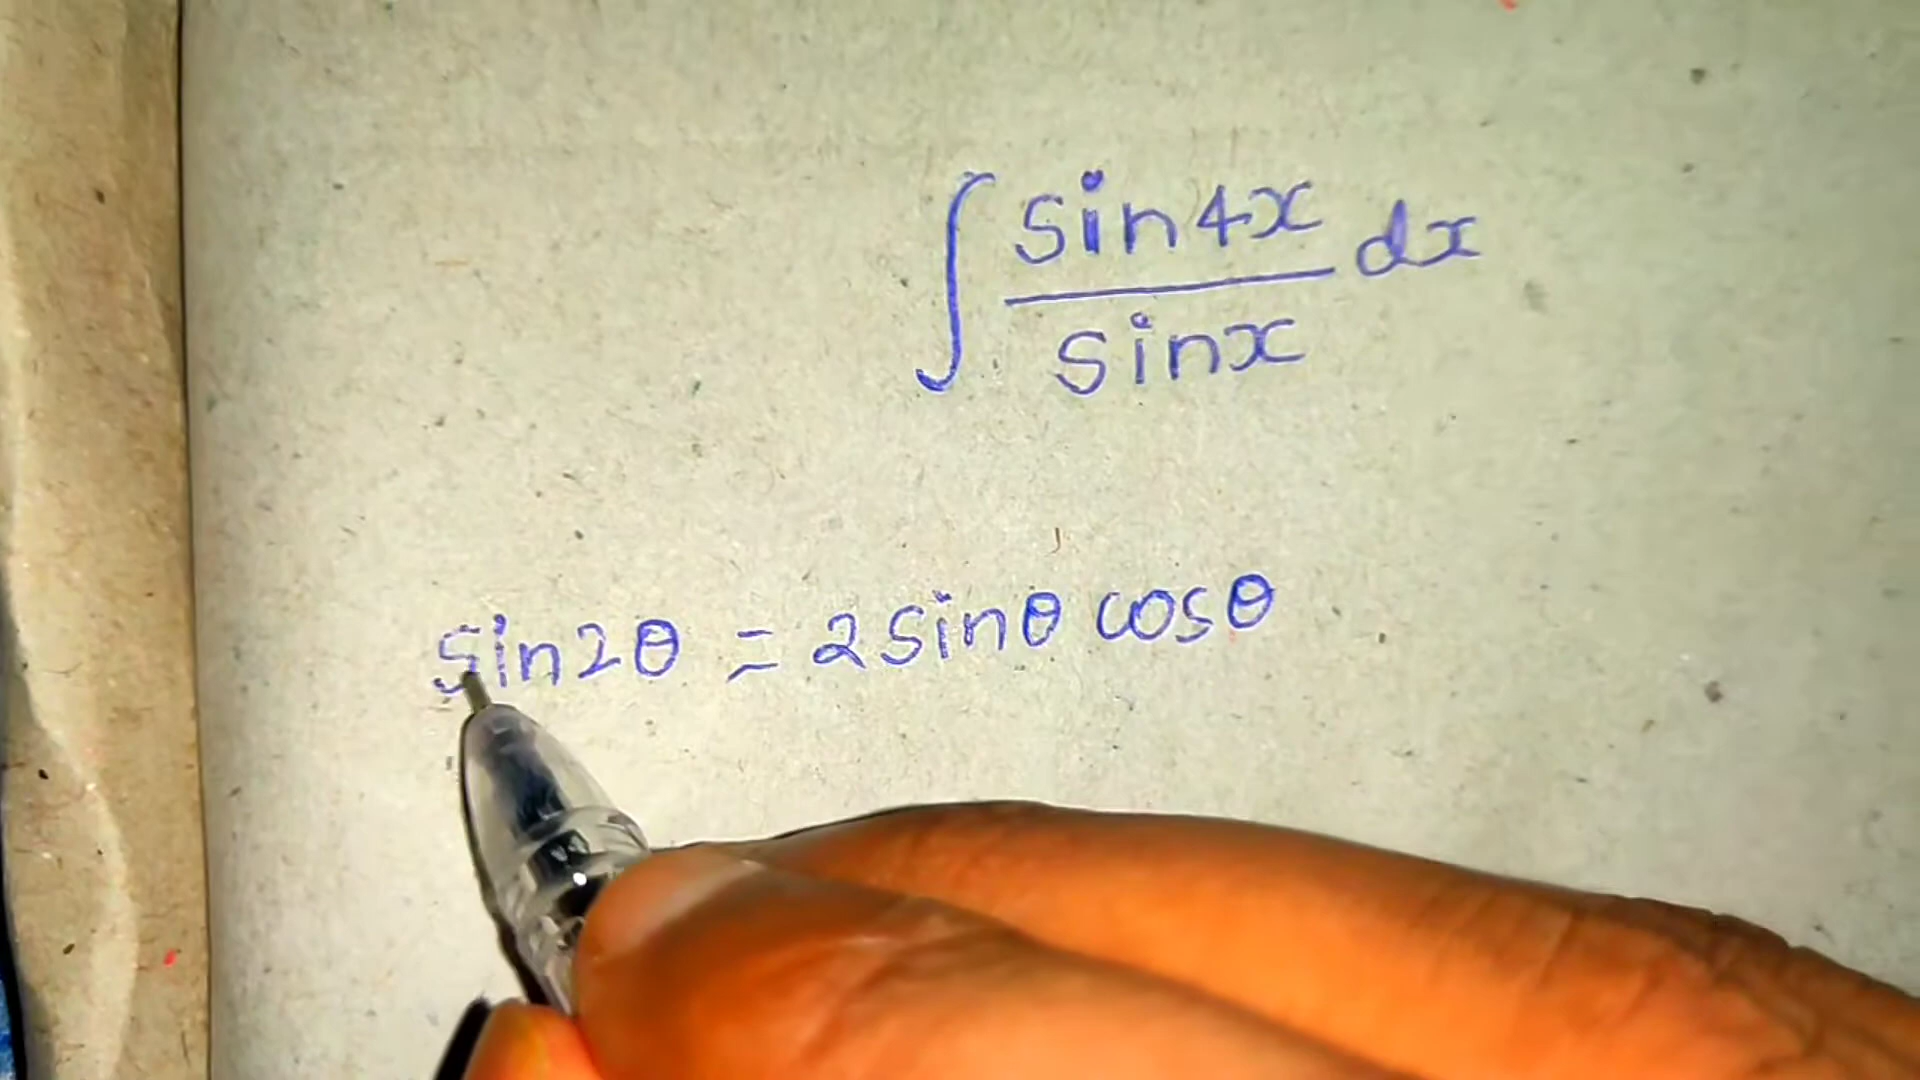 ∫ sin4x/sinx dx
sin2θ = 2sinθ cosθ